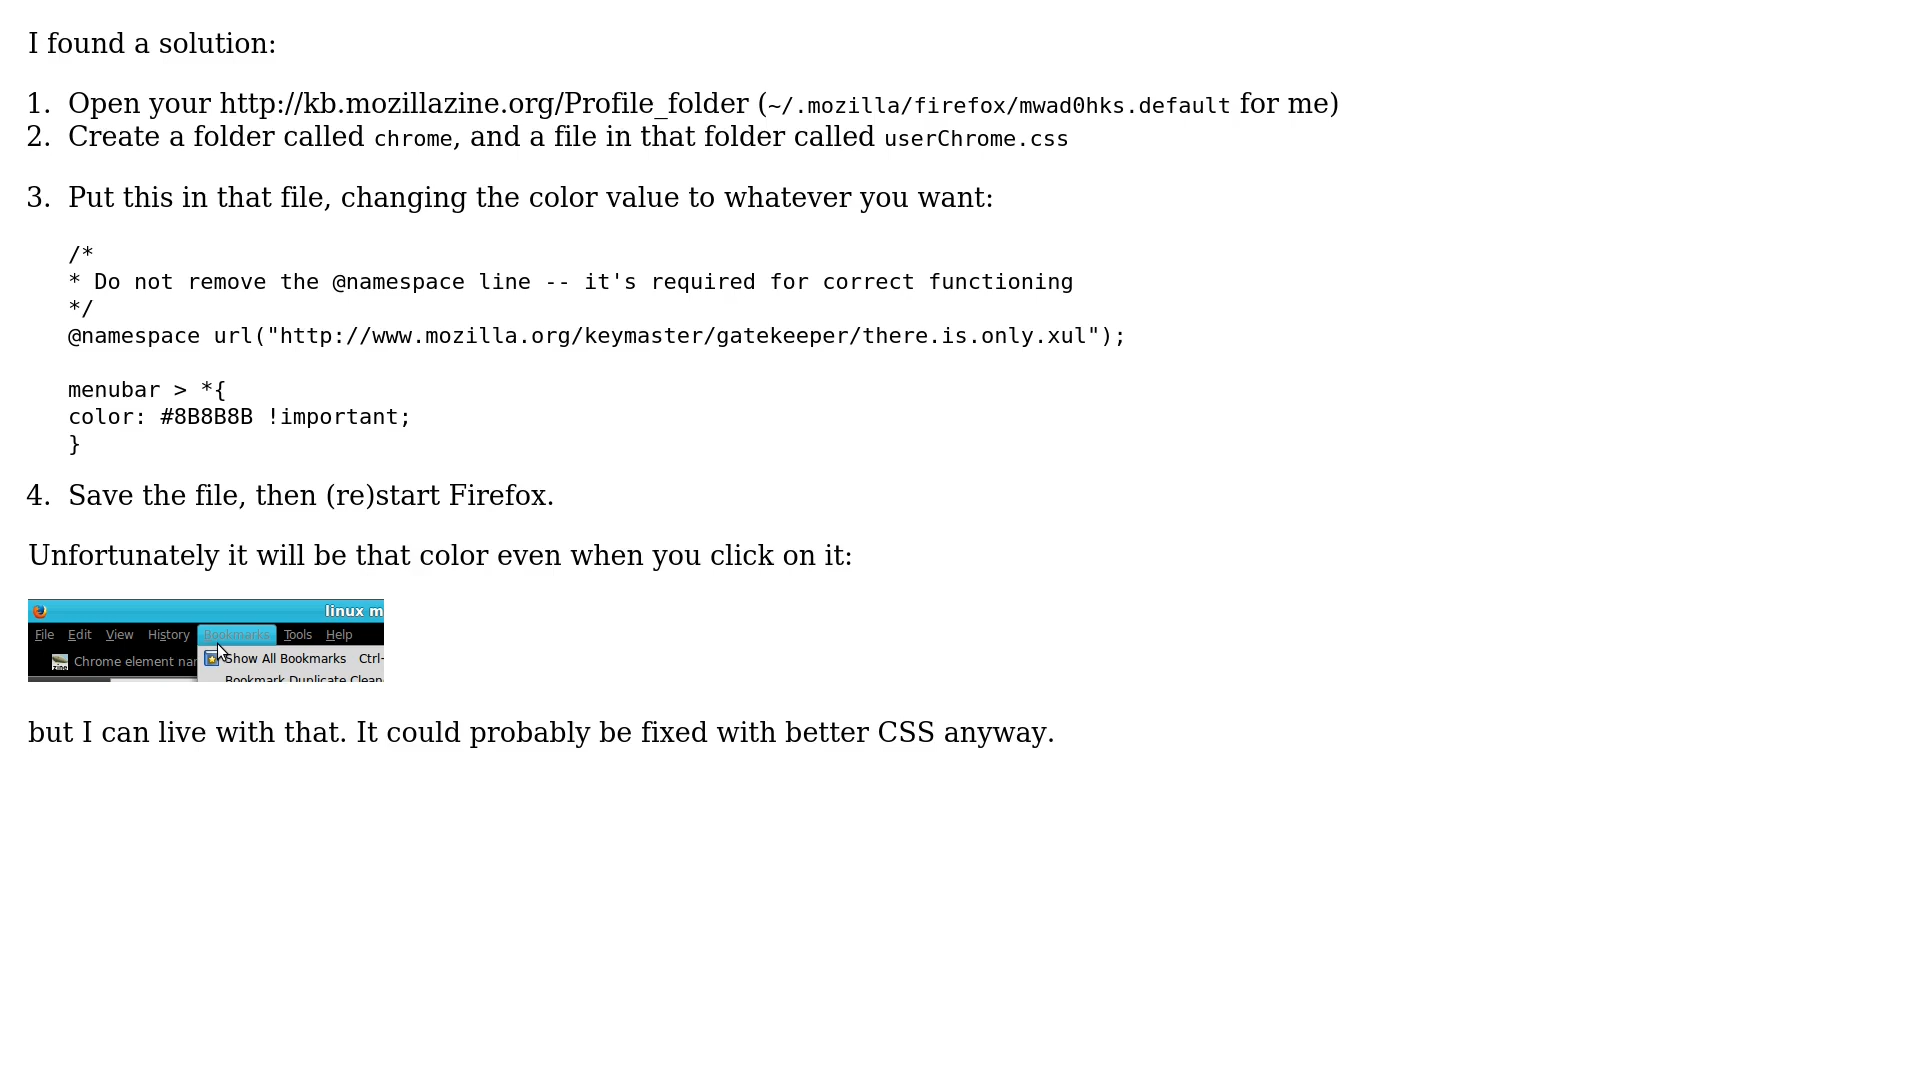 I found a solution:
1. Open your http://kb.mozillazine.org/Profile_folder (~/.mozilla/firefox/mwad0hks.default for me)
2. Create a folder called chrome, and a file in that folder called userChrome.css
3. Put this in that file, changing the color value to whatever you want:
/*
* Do not remove the @namespace line -- it's required for correct functioning
*/
@namespace url("http://www.mozilla.org/keymaster/gatekeeper/there.is.only.xul");
menubar > *{
color: #8B8B8B !important;
}
4. Save the file, then (re)start Firefox.
Unfortunately it will be that color even when you click on it:
linux m
File Edit View History Bookmarks Tools Help
Chrome element nar
Show All Bookmarks Ctrl-
Bookmark Duplicate Clean
but I can live with that. It could probably be fixed with better CSS anyway.